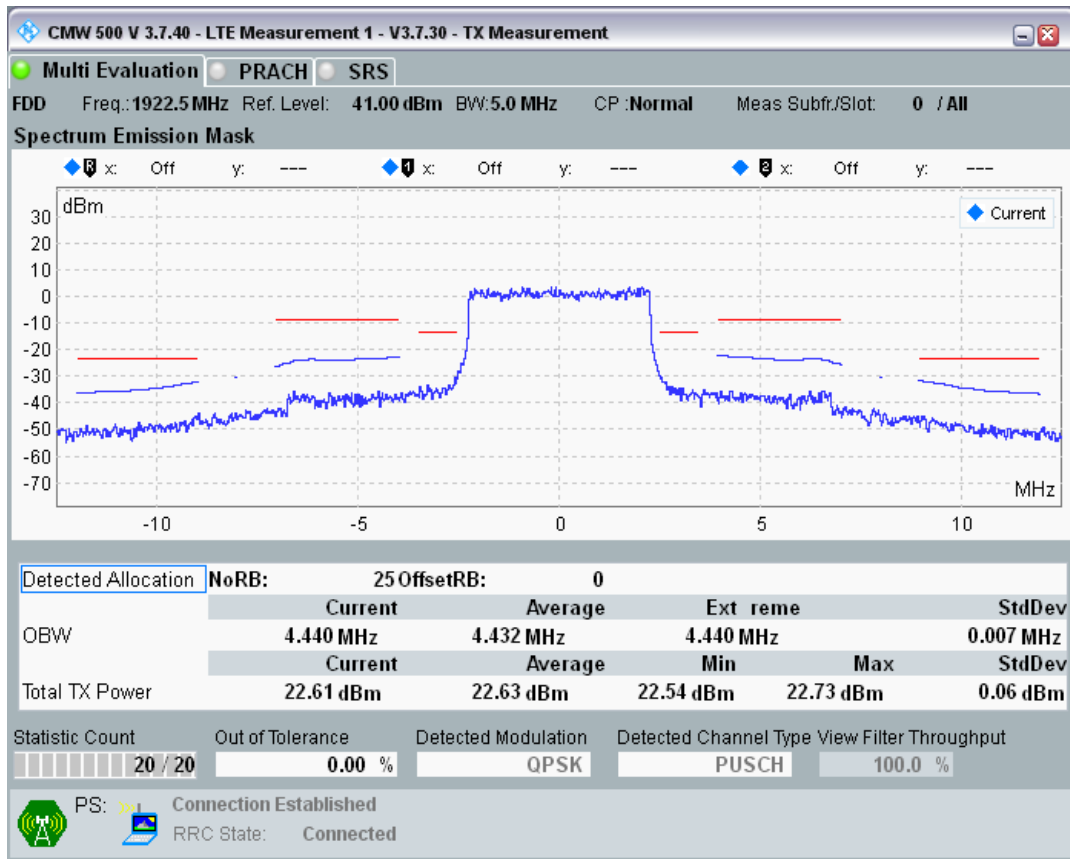 CMW 500 V 3.7.40 - LTE Measurement 1 - V3.7.30 - TX Measurement
Multi Evaluation PRACH SRS
FDD Freq.: 1922.5 MHz Ref. Level: 41.00 dBm BW: 5.0 MHz CP : Normal Meas Subfr./Slot: 0 / All
Spectrum Emission Mask
R x: Off y: --- 1 x: Off y: --- 2 x: Off y: ---
dBm
Current
30
20
10
0
-10
-20
-30
-40
-50
-60
-70
MHz
-10 -5 0 5 10
Detected Allocation NoRB: 25 OffsetRB: 0
Current Average Ext reme StdDev
OBW 4.440 MHz 4.432 MHz 4.440 MHz 0.007 MHz
Current Average Min Max StdDev
Total TX Power 22.61 dBm 22.63 dBm 22.54 dBm 22.73 dBm 0.06 dBm
Statistic Count Out of Tolerance Detected Modulation Detected Channel Type View Filter Throughput
20 / 20 0.00 % QPSK PUSCH 100.0 %
PS: Connection Established
RRC State: Connected